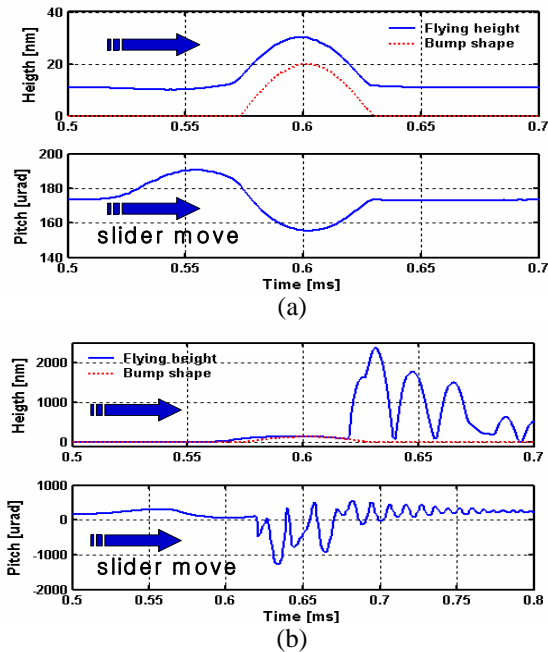 Heigth [nm]
40
20
0
Flying height
Bump shape
0.5
0.55
0.6
0.65
0.7
Pitch [urad]
200
180
160
140
slider move
0.5
0.55
0.6
0.65
0.7
Time [ms]
(a)
Heigth [nm]
2000
1000
0
Flying height
Bump shape
0.5
0.55
0.6
0.65
0.7
Pitch [urad]
1000
0
-1000
-2000
slider move
0.5
0.55
0.6
0.65
0.7
0.75
0.8
Time [ms]
(b)